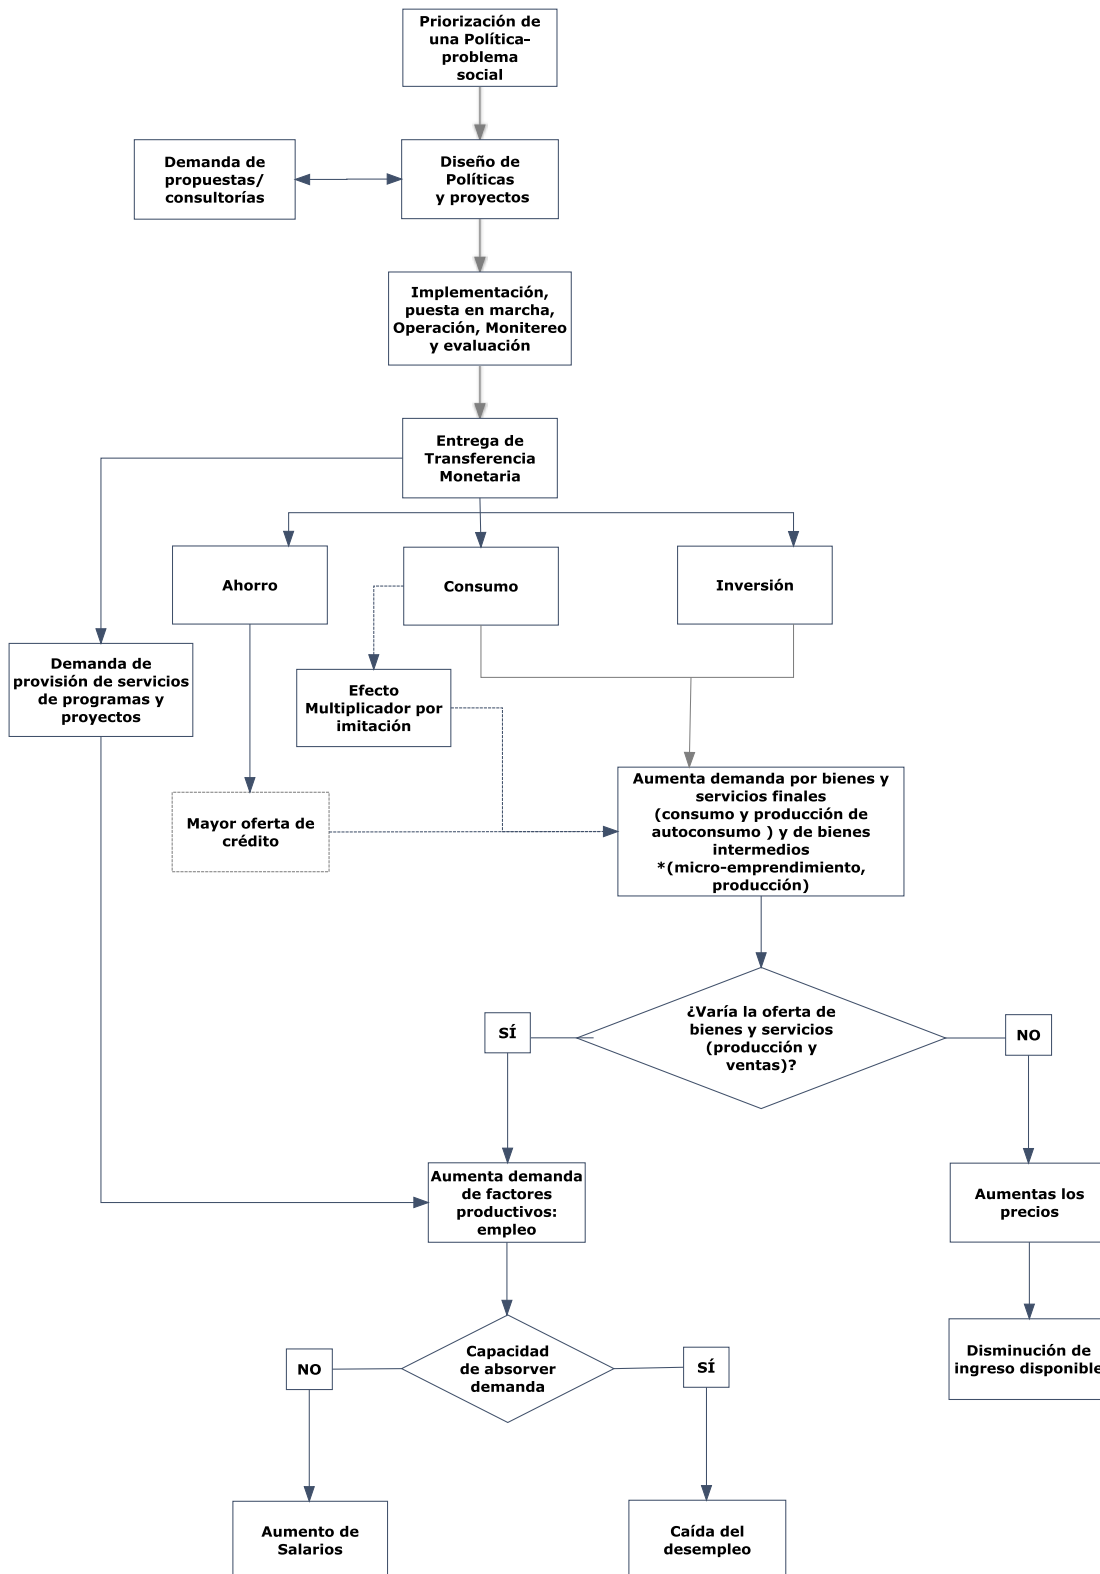 Priorización de
una Política-
problema
social
Demanda de
propuestas/
consultorías
Diseño de
Políticas
y proyectos
Implementación,
puesta en marcha,
Operación, Monitereo
y evaluación
Entrega de
Transferencia
Monetaria
Ahorro
Consumo
Inversión
Demanda de
provisión de servicios
de programas y
proyectos
Efecto
Multiplicador por
imitación
Mayor oferta de
crédito
Aumenta demanda por bienes y
servicios finales
(consumo y producción de
autoconsumo ) y de bienes
intermedios
*(micro-emprendimiento,
producción)
¿Varía la oferta de
bienes y servicios
(producción y
ventas)?
SÍ
NO
Aumenta demanda
de factores
productivos:
empleo
Aumentas los
precios
Capacidad
de absorver
demanda
NO
SÍ
Disminución de
ingreso disponible
Aumento de
Salarios
Caída del
desempleo